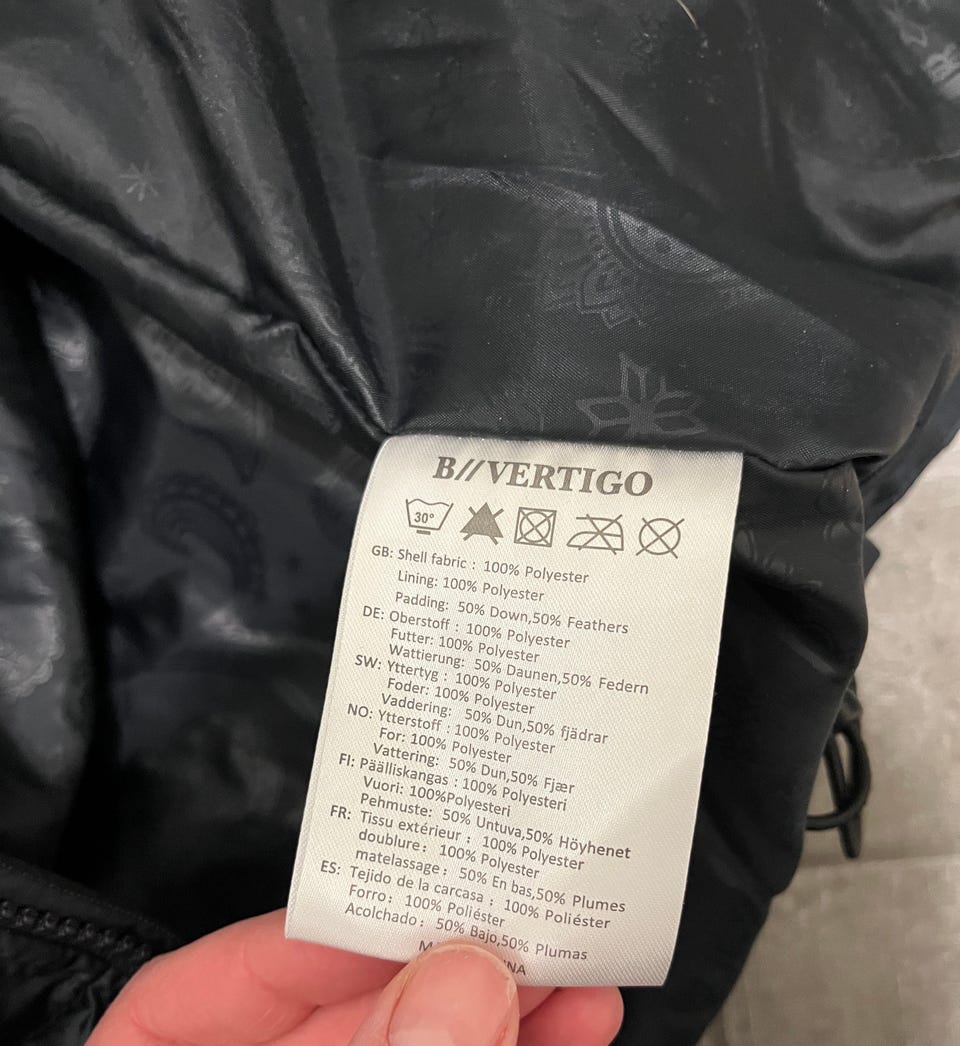 B//VERTIGO
30°
GB: Shell fabric : 100% Polyester
Lining: 100% Polyester
Padding: 50% Down,50% Feathers
DE: Oberstoff : 100% Polyester
Futter: 100% Polyester
Wattierung: 50% Daunen,50% Federn
SW: Yttertyg : 100% Polyester
Foder: 100% Polyester
Vaddering: 50% Dun,50% fjädrar
NO: Ytterstoff : 100% Polyester
For: 100% Polyester
Vattering: 50% Dun,50% Fjær
FI: Päälliskangas : 100% Polyesteri
Vuori: 100%Polyesteri
Pehmuste: 50% Untuva,50% Höyhenet
FR: Tissu extérieur : 100% Polyester
doublure: 100% Polyester
matelassage: 50% En bas,50% Plumes
ES: Tejido de la carcasa : 100% Poliéster
Forro: 100% Poliéster
Acolchado: 50% Bajo,50% Plumas